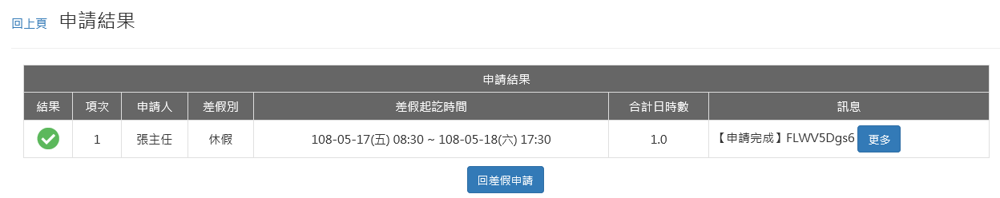 回上頁 申請結果
申請結果
結果 項次 申請人 差假別 差假起訖時間 合計日時數 訊息
1 張主任 休假 108-05-17(五) 08:30 ~ 108-05-18(六) 17:30 1.0 【申請完成】FLWV5Dgs6 更多
回差假申請